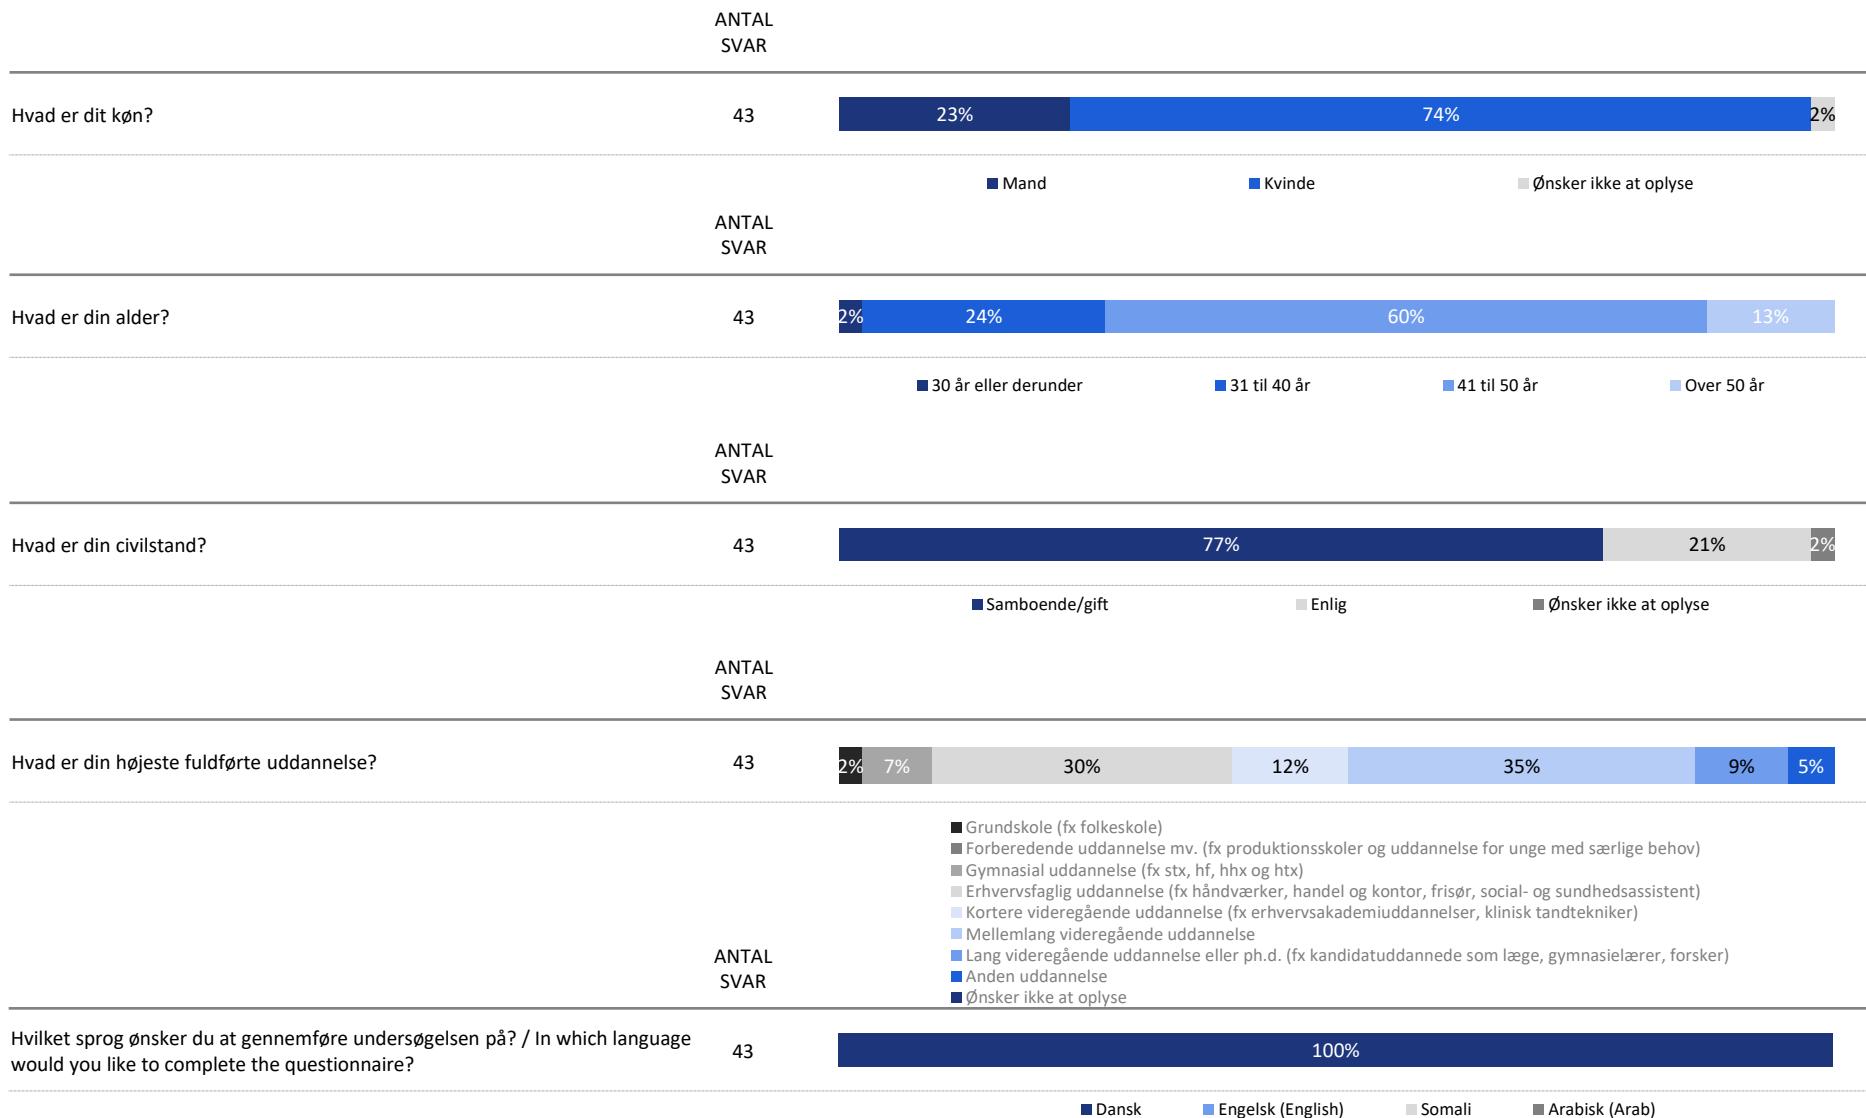 ANTAL
SVAR
Hvad er dit køn?
43
23%
74%
2%
Mand
Kvinde
Ønsker ikke at oplyse
ANTAL
SVAR
Hvad er din alder?
43
2%
24%
60%
13%
30 år eller derunder
31 til 40 år
41 til 50 år
Over 50 år
ANTAL
SVAR
Hvad er din civilstand?
43
77%
21%
2%
Samboende/gift
Enlig
Ønsker ikke at oplyse
ANTAL
SVAR
Hvad er din højeste fuldførte uddannelse?
43
2%
7%
30%
12%
35%
9%
5%
Grundskole (fx folkeskole)
Forberedende uddannelse mv. (fx produktionsskoler og uddannelse for unge med særlige behov)
Gymnasial uddannelse (fx stx, hf, hhx og htx)
Erhvervsfaglig uddannelse (fx håndværker, handel og kontor, frisør, social- og sundhedsassistent)
Kortere videregående uddannelse (fx erhvervsakademiuddannelser, klinisk tandtekniker)
Mellemlang videregående uddannelse
Lang videregående uddannelse eller ph.d. (fx kandidatuddannede som læge, gymnasielærer, forsker)
Anden uddannelse
Ønsker ikke at oplyse
ANTAL
SVAR
Hvilket sprog ønsker du at gennemføre undersøgelsen på? / In which language
would you like to complete the questionnaire?
43
100%
Dansk
Engelsk (English)
Somali
Arabisk (Arab)